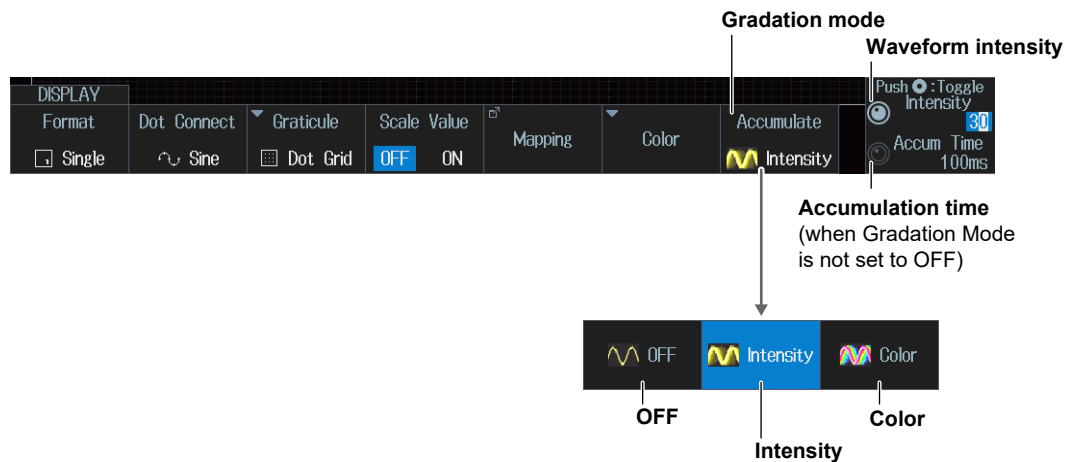 Gradation mode
Waveform intensity
DISPLAY
Format
Single
Dot Connect
Sine
Graticule
Dot Grid
Scale Value
OFF ON
Mapping
Color
Accumulate
Intensity
Push :Toggle
Intensity
30
Accum Time
100ms
Accumulation time
(when Gradation Mode
is not set to OFF)
OFF
Intensity
Color
OFF
Color
Intensity